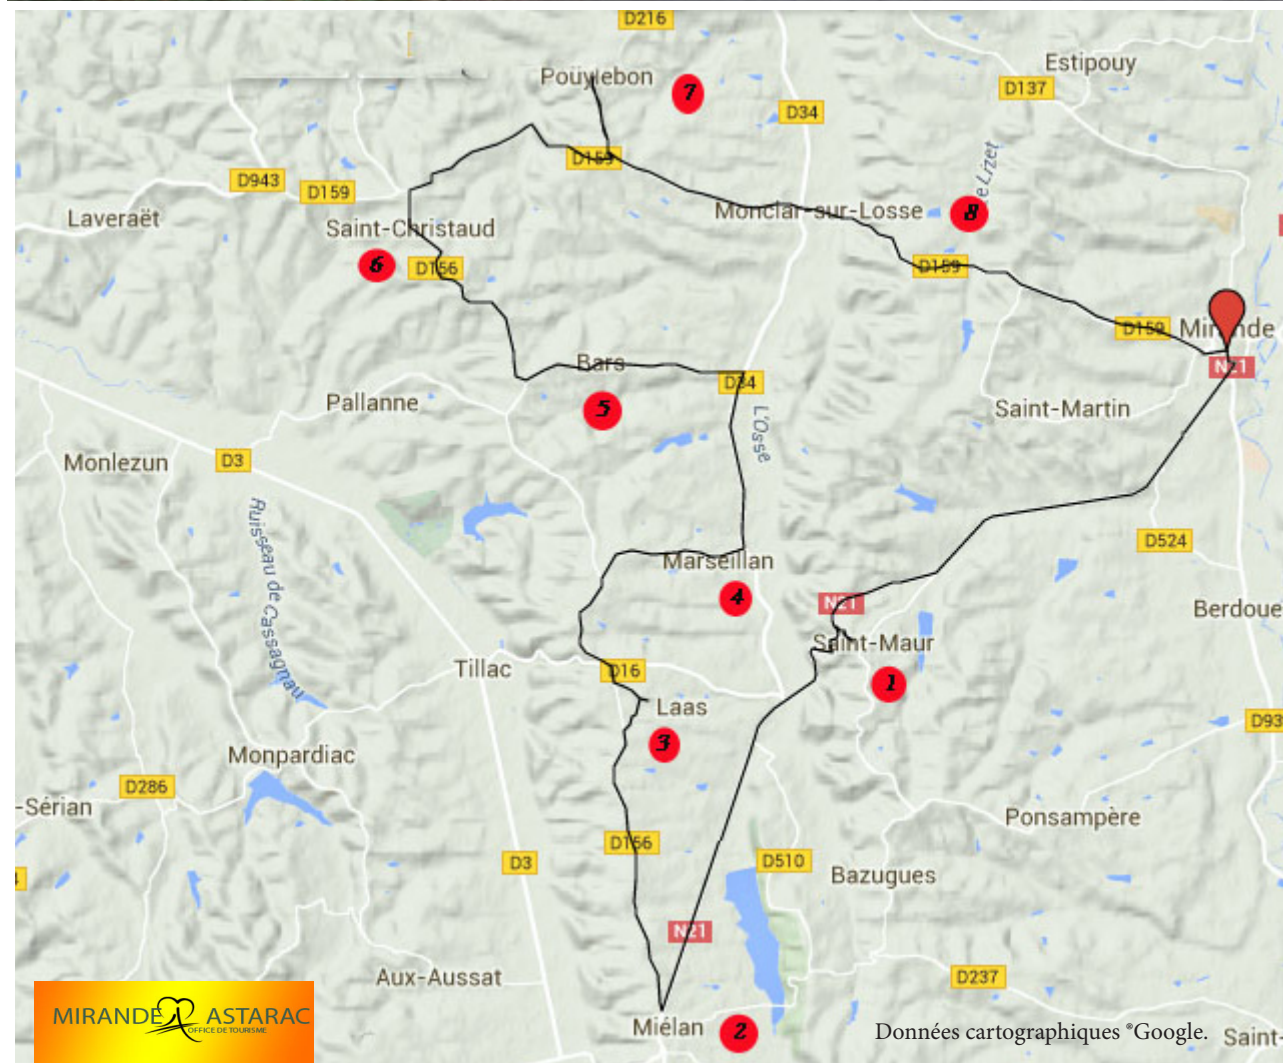 D216
Estipouy
Pouylebon
7
D137
D34
D159
Le Lizet
D943
D159
Laveraët
Monclar-sur-Losse
8
Saint-Christaud
6
D156
D159
D159
Mirande
N21
Bars
D34
Pallanne
5
Saint-Martin
L'Osse
Monlezun
D3
Ruisseau de Cassagnau
D524
Marseillan
4
N21
Berdoue
Saint-Maur
Tillac
D16
1
Laas
D93
3
Monpardiac
D286
-Sérian
Ponsampère
D156
D3
D510
Bazugues
N21
Aux-Aussat
D237
MIRANDE ASTARAC
OFFICE DE TOURISME
Miélan
2
Données cartographiques ®Google.
Saint-